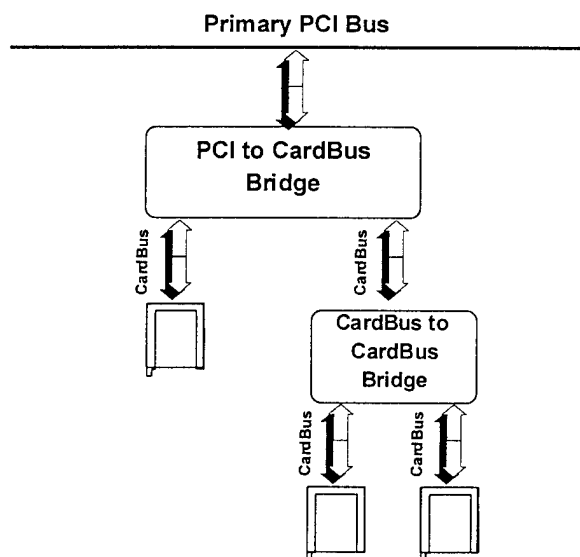 Primary PCI Bus
PCI to CardBus
Bridge
CardBus
CardBus
CardBus to
CardBus
Bridge
CardBus
CardBus